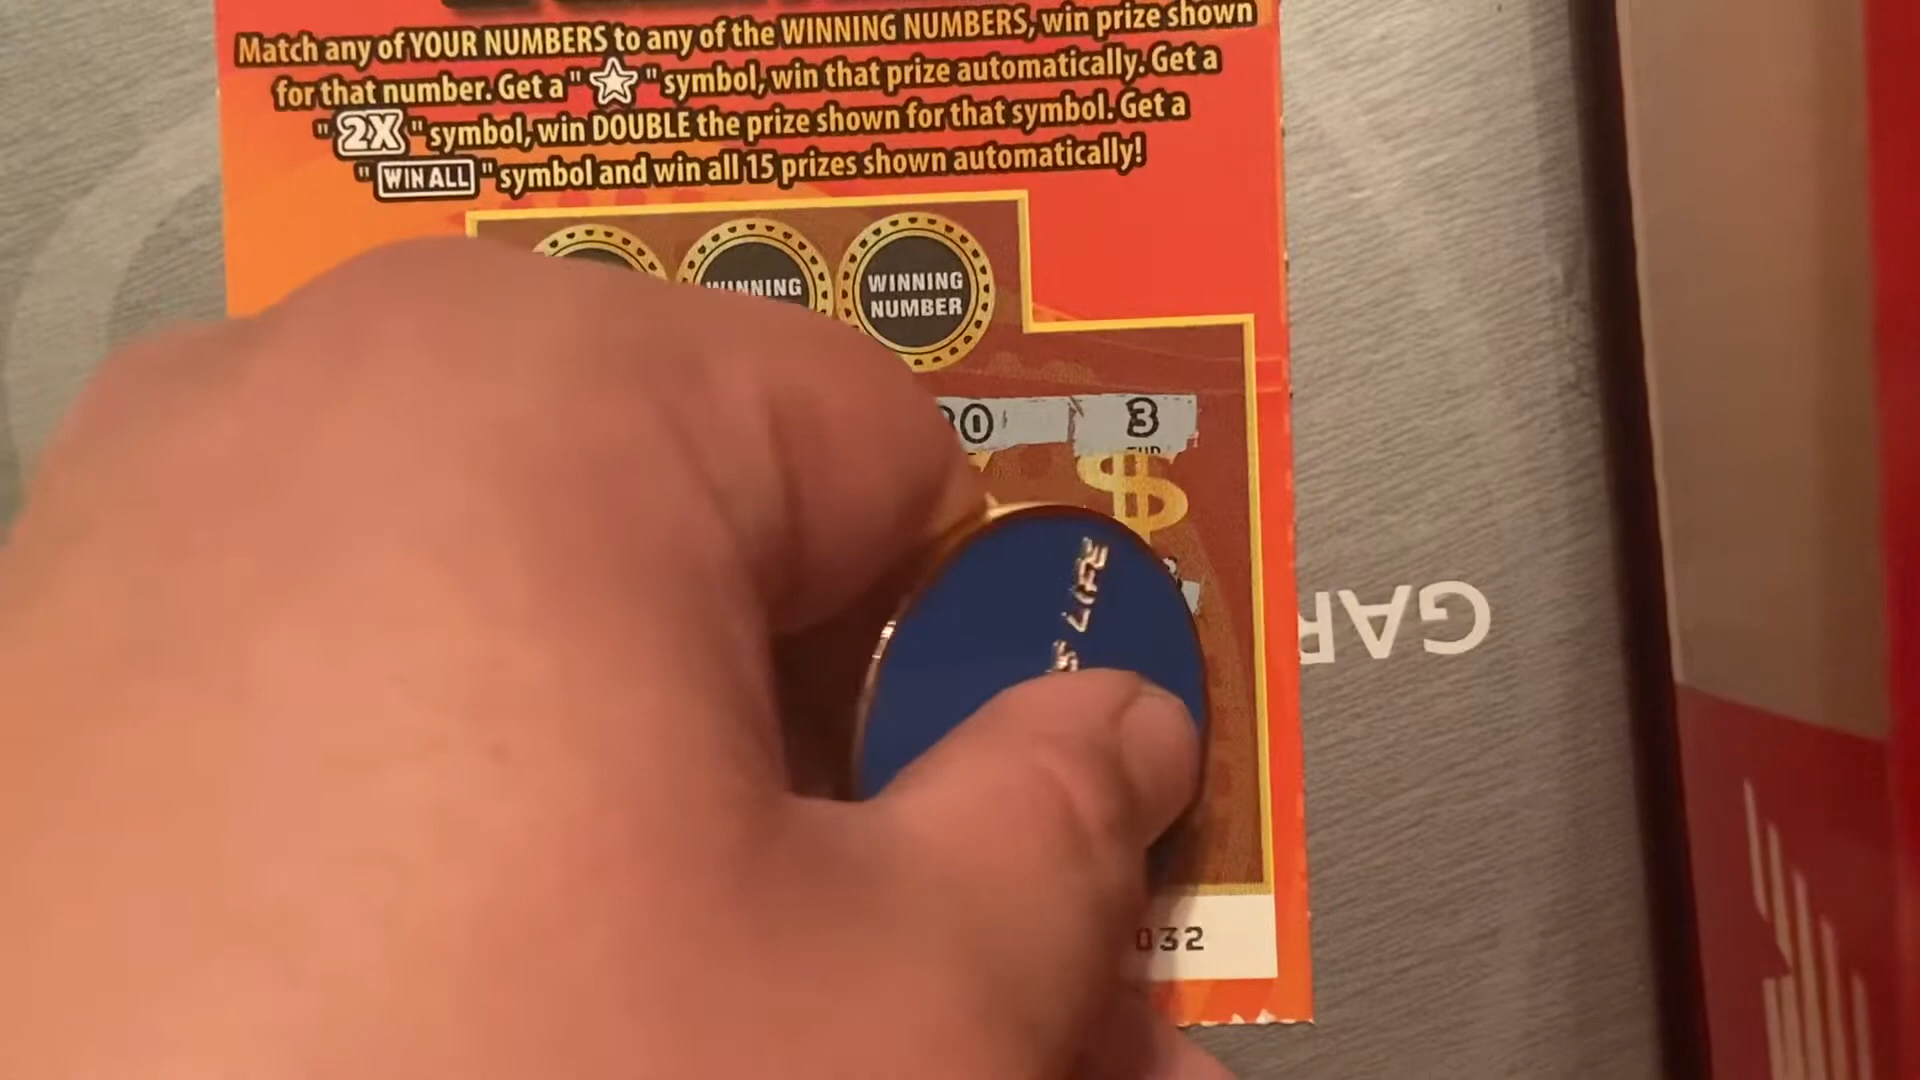 Match any of YOUR NUMBERS to any of the WINNING NUMBERS, win prize shown
for that number. Get a "☆" symbol, win that prize automatically. Get a
"2X" symbol, win DOUBLE the prize shown for that symbol. Get a
"WIN ALL" symbol and win all 15 prizes shown automatically!
WINNING
WINNING
NUMBER
3
$
032